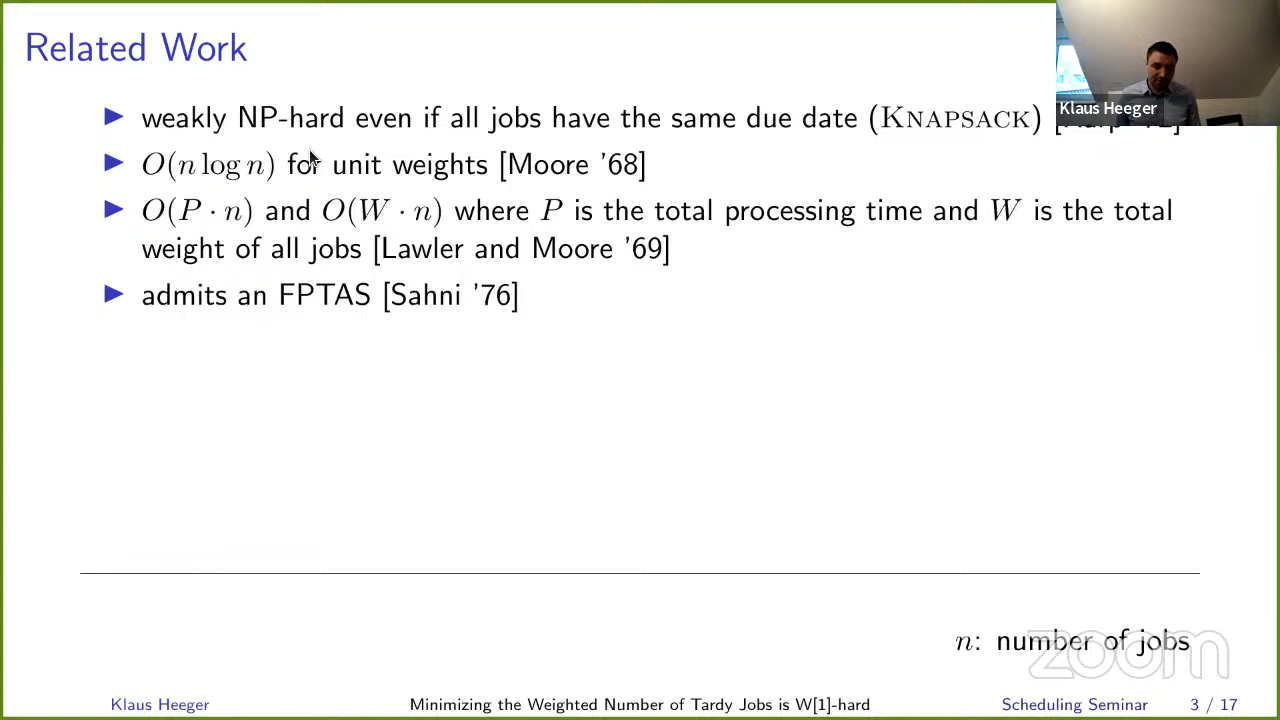 Related Work
Klaus Heeger
▶ weakly NP-hard even if all jobs have the same due date (KNAPSACK)
▶ O(n log n) for unit weights [Moore '68]
▶ O(P · n) and O(W · n) where P is the total processing time and W is the total
weight of all jobs [Lawler and Moore '69]
▶ admits an FPTAS [Sahni '76]
n: number of jobs
zoom
Klaus Heeger Minimizing the Weighted Number of Tardy Jobs is W[1]-hard Scheduling Seminar 3 / 17